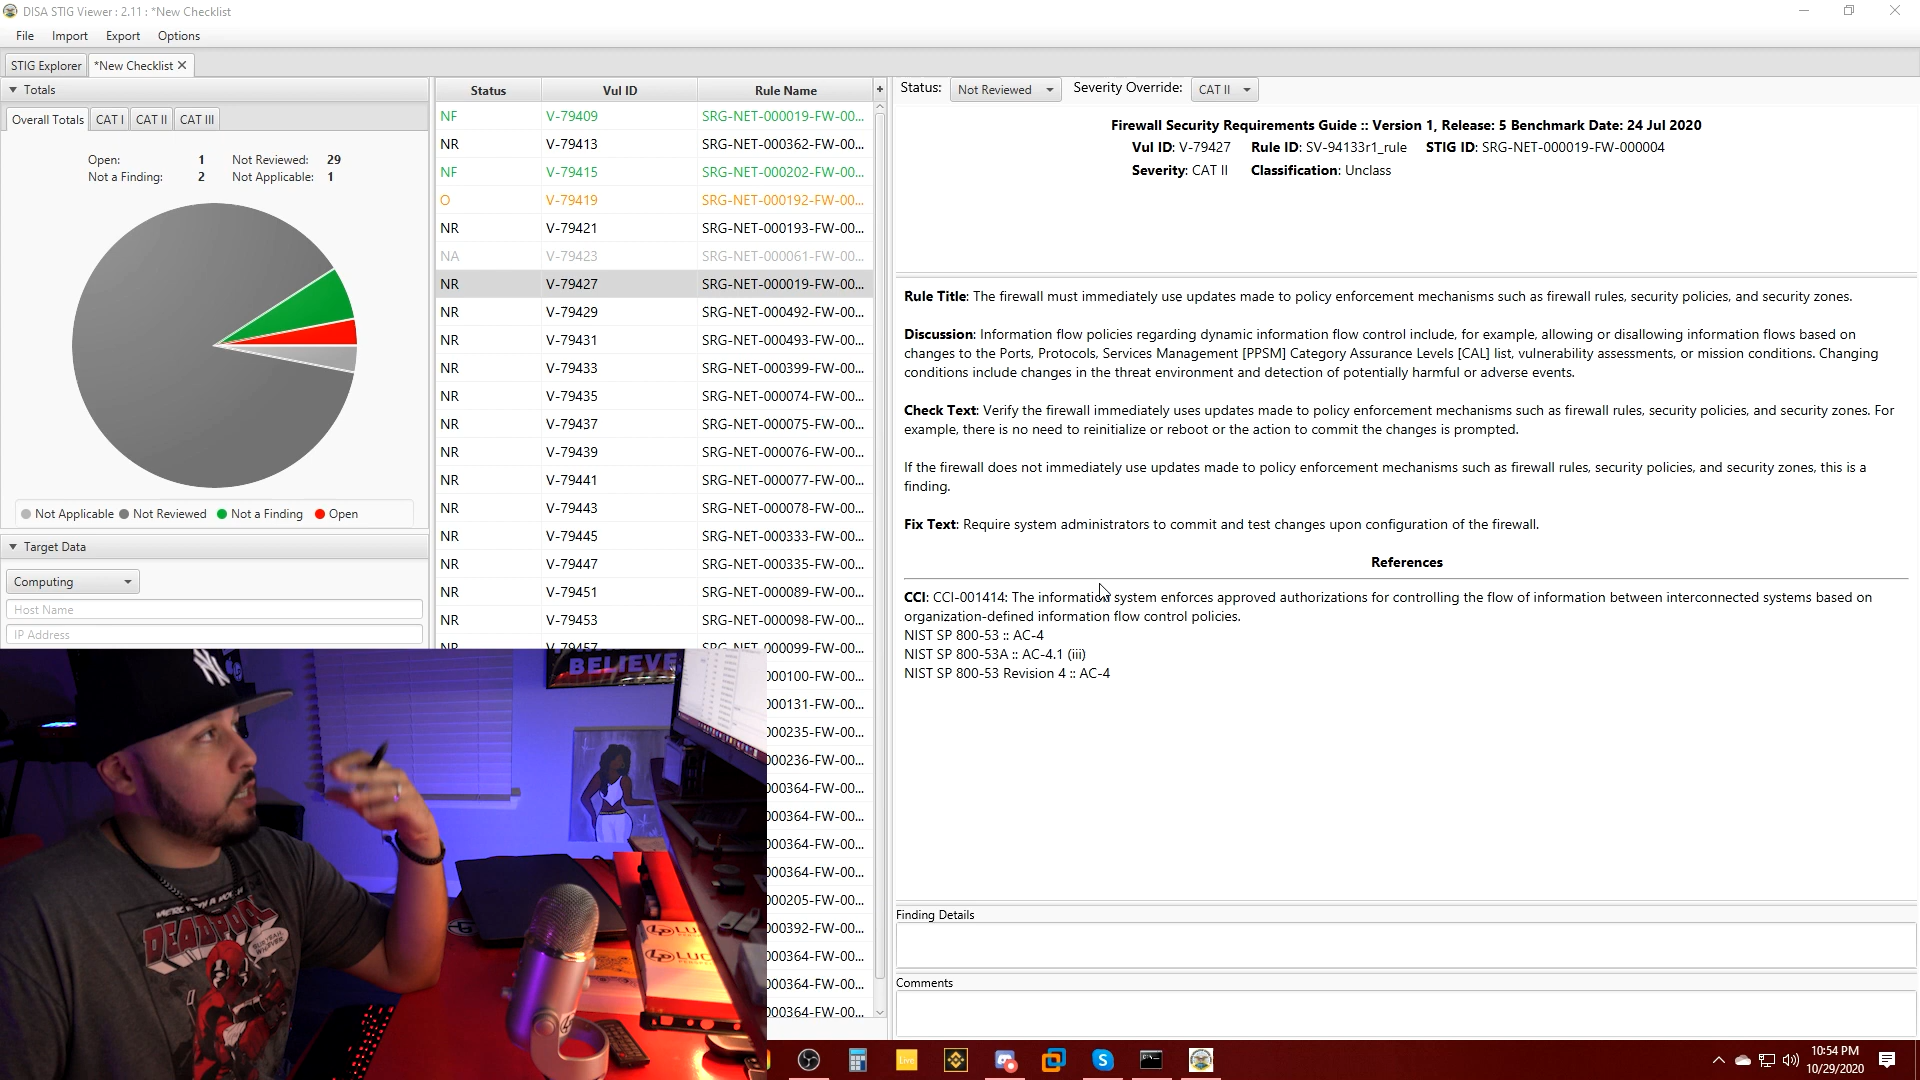 DISA STIG Viewer : 2.11 : *New Checklist
File Import Export Options
STIG Explorer *New Checklist
Totals
Overall Totals CAT I CAT II CAT III
Open: 1 Not Reviewed: 29
Not a Finding: 2 Not Applicable: 1
Not Applicable Not Reviewed Not a Finding Open
Target Data
Computing
Host Name
IP Address
Status Vul ID Rule Name +
NF V-79409 SRG-NET-000019-FW-00...
NR V-79413 SRG-NET-000362-FW-00...
NF V-79415 SRG-NET-000202-FW-00...
O V-79419 SRG-NET-000192-FW-00...
NR V-79421 SRG-NET-000193-FW-00...
NA V-79423 SRG-NET-000061-FW-00...
NR V-79427 SRG-NET-000019-FW-00...
NR V-79429 SRG-NET-000492-FW-00...
NR V-79431 SRG-NET-000493-FW-00...
NR V-79433 SRG-NET-000399-FW-00...
NR V-79435 SRG-NET-000074-FW-00...
NR V-79437 SRG-NET-000075-FW-00...
NR V-79439 SRG-NET-000076-FW-00...
NR V-79441 SRG-NET-000077-FW-00...
NR V-79443 SRG-NET-000078-FW-00...
NR V-79445 SRG-NET-000333-FW-00...
NR V-79447 SRG-NET-000335-FW-00...
NR V-79451 SRG-NET-000089-FW-00...
NR V-79453 SRG-NET-000098-FW-00...
NR V-79457 SRG-NET-000099-FW-00...
000100-FW-00...
000131-FW-00...
000235-FW-00...
000236-FW-00...
000364-FW-00...
000364-FW-00...
000364-FW-00...
000364-FW-00...
000205-FW-00...
000392-FW-00...
000364-FW-00...
000364-FW-00...
000364-FW-00...
Status: Not Reviewed Severity Override: CAT II
Firewall Security Requirements Guide :: Version 1, Release: 5 Benchmark Date: 24 Jul 2020
Vul ID: V-79427 Rule ID: SV-94133r1_rule STIG ID: SRG-NET-000019-FW-000004
Severity: CAT II Classification: Unclass
Rule Title: The firewall must immediately use updates made to policy enforcement mechanisms such as firewall rules, security policies, and security zones.
Discussion: Information flow policies regarding dynamic information flow control include, for example, allowing or disallowing information flows based on
changes to the Ports, Protocols, Services Management [PPSM] Category Assurance Levels [CAL] list, vulnerability assessments, or mission conditions. Changing
conditions include changes in the threat environment and detection of potentially harmful or adverse events.
Check Text: Verify the firewall immediately uses updates made to policy enforcement mechanisms such as firewall rules, security policies, and security zones. For
example, there is no need to reinitialize or reboot or the action to commit the changes is prompted.
If the firewall does not immediately use updates made to policy enforcement mechanisms such as firewall rules, security policies, and security zones, this is a
finding.
Fix Text: Require system administrators to commit and test changes upon configuration of the firewall.
References
CCI: CCI-001414: The information system enforces approved authorizations for controlling the flow of information between interconnected systems based on
organization-defined information flow control policies.
NIST SP 800-53 :: AC-4
NIST SP 800-53A :: AC-4.1 (iii)
NIST SP 800-53 Revision 4 :: AC-4
Finding Details
Comments
BELIEVE
DEADPOOL
Live
10:54 PM
10/29/2020